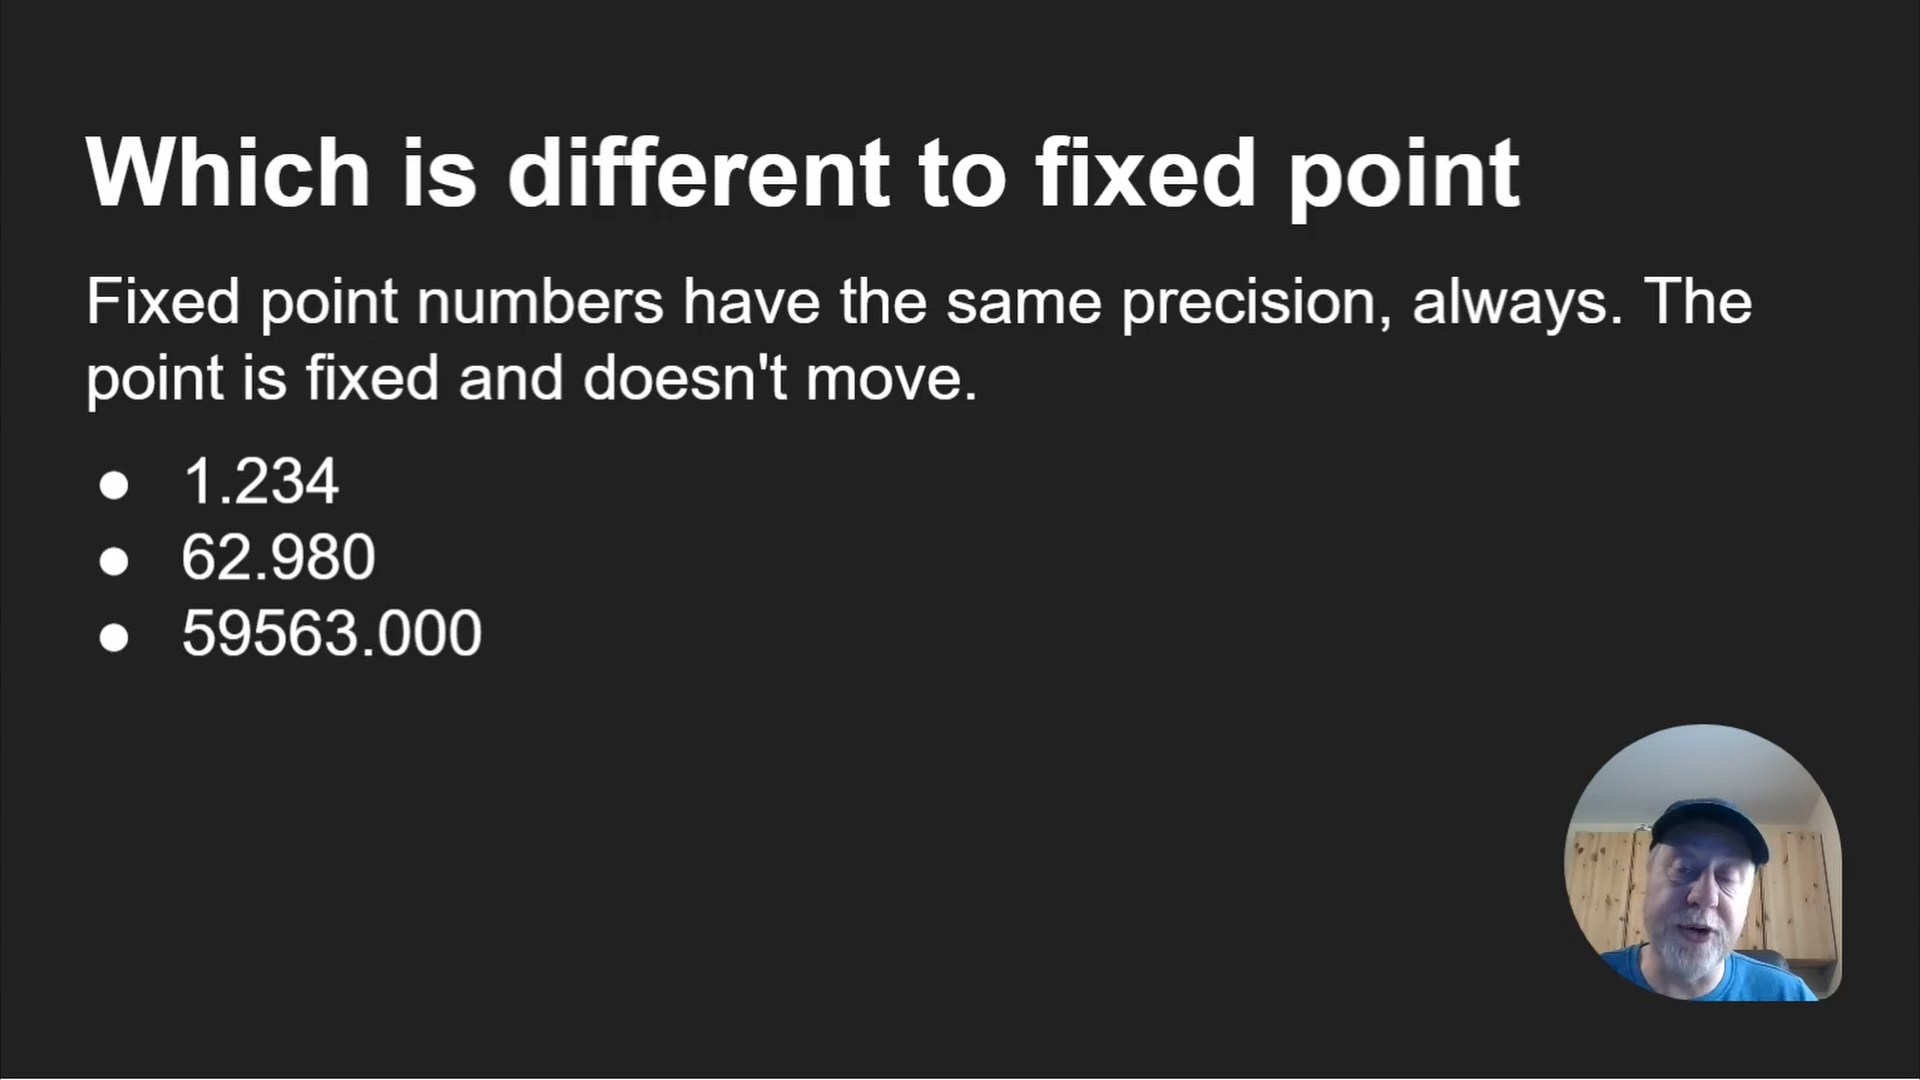 Which is different to fixed point
Fixed point numbers have the same precision, always. The
point is fixed and doesn't move.
● 1.234
● 62.980
● 59563.000